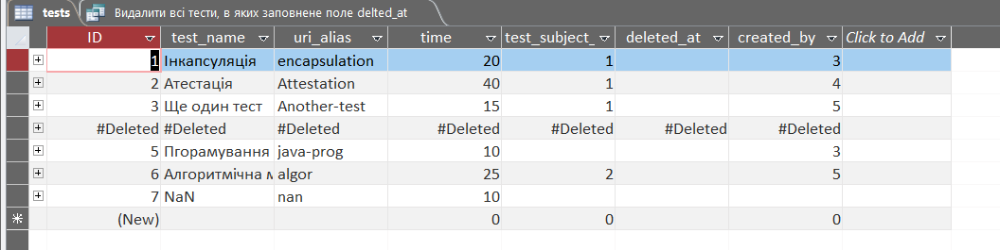 tests Видалити всі тести, в яких заповнене поле delted_at
ID test_name uri_alias time test_subject_ deleted_at created_by Click to Add
1 Інкапсуляція encapsulation 20 1 3
2 Атестація Attestation 40 1 4
3 Ще один тест Another-test 15 1 5
#Deleted #Deleted #Deleted #Deleted #Deleted #Deleted #Deleted
5 Пгорамування java-prog 10 3
6 Алгоритмічна м algor 25 2 5
7 NaN nan 10
(New) 0 0 0